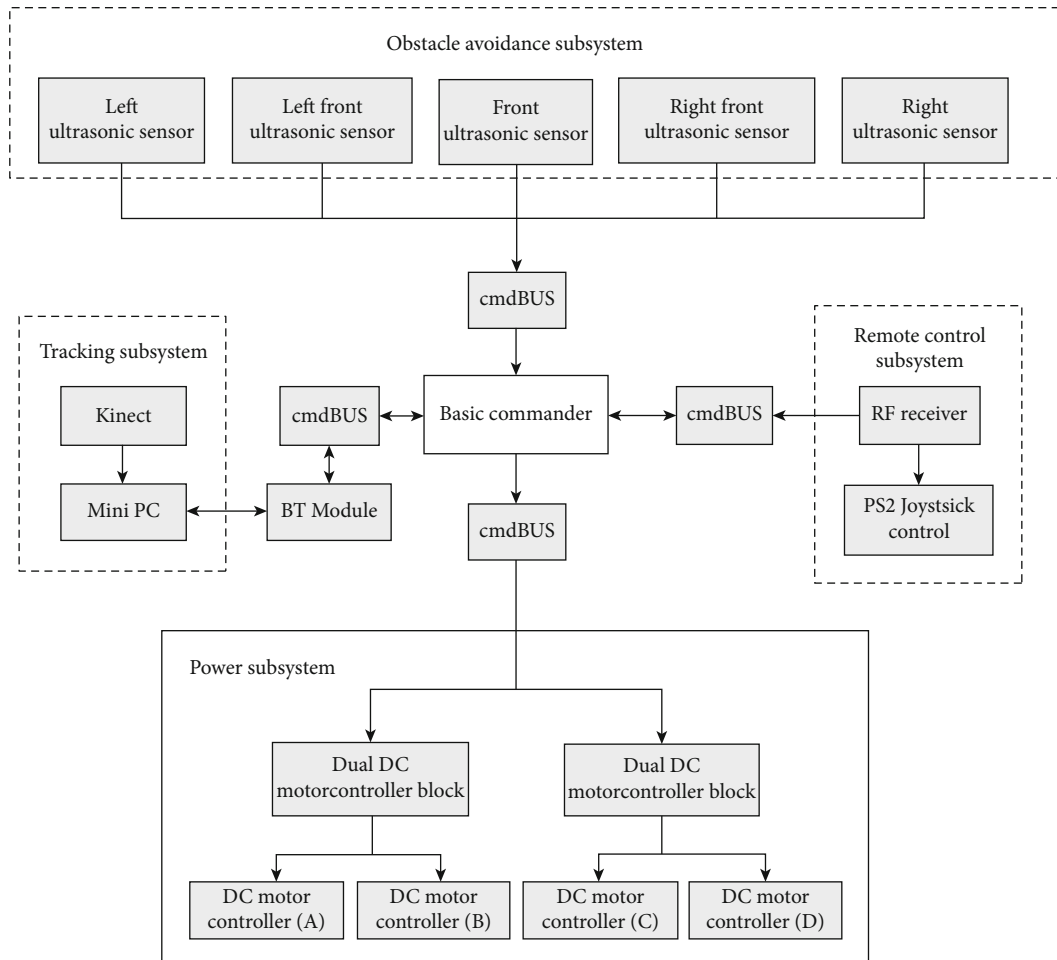 Obstacle avoidance subsystem
Left
ultrasonic sensor
Left front
ultrasonic sensor
Front
ultrasonic sensor
Right front
ultrasonic sensor
Right
ultrasonic sensor
cmdBUS
Tracking subsystem
Kinect
Mini PC
cmdBUS
BT Module
Basic commander
cmdBUS
Remote control
subsystem
RF receiver
PS2 Joystsick
control
cmdBUS
Power subsystem
Dual DC
motorcontroller block
Dual DC
motorcontroller block
DC motor
controller (A)
DC motor
controller (B)
DC motor
controller (C)
DC motor
controller (D)